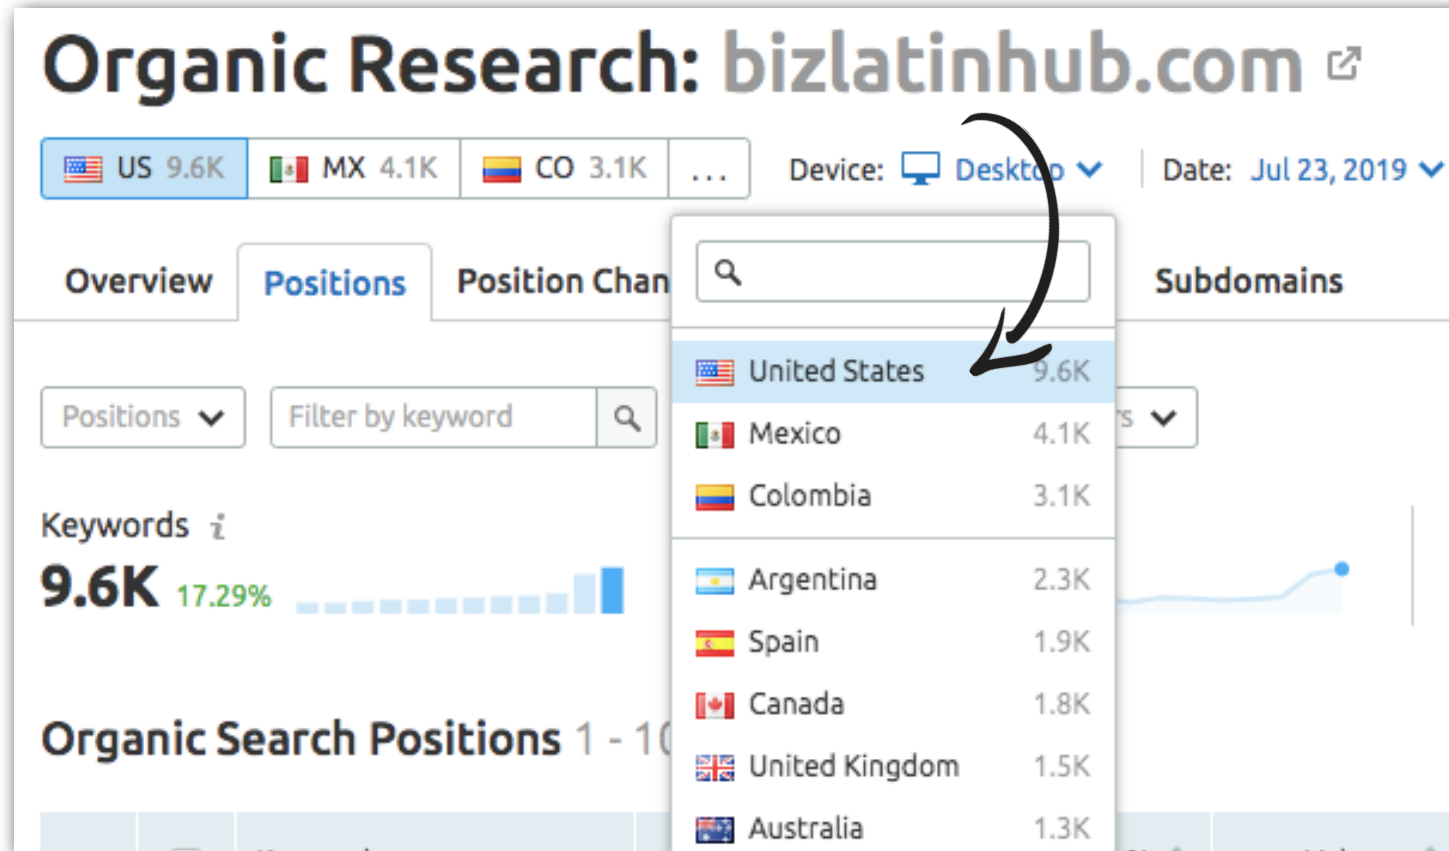 Organic Research: bizlatinhub.com
US 9.6K MX 4.1K CO 3.1K ... Device: Desktop Date: Jul 23, 2019
Overview Positions Position Chan Subdomains
United States 9.6K
Positions Filter by keyword
Mexico 4.1K
Colombia 3.1K
Keywords i
9.6K 17.29%
Argentina 2.3K
Spain 1.9K
Canada 1.8K
Organic Search Positions 1 - 10
United Kingdom 1.5K
Australia 1.3K